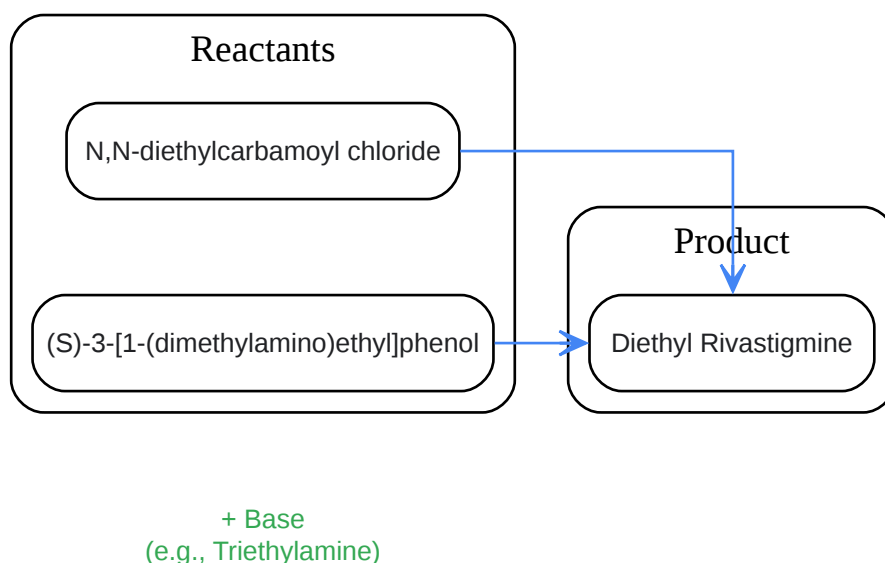 Reactants
N,N-diethylcarbamoyl chloride
Product
(S)-3-[1-(dimethylamino)ethyl]phenol
Diethyl Rivastigmine
+ Base
(e.g., Triethylamine)